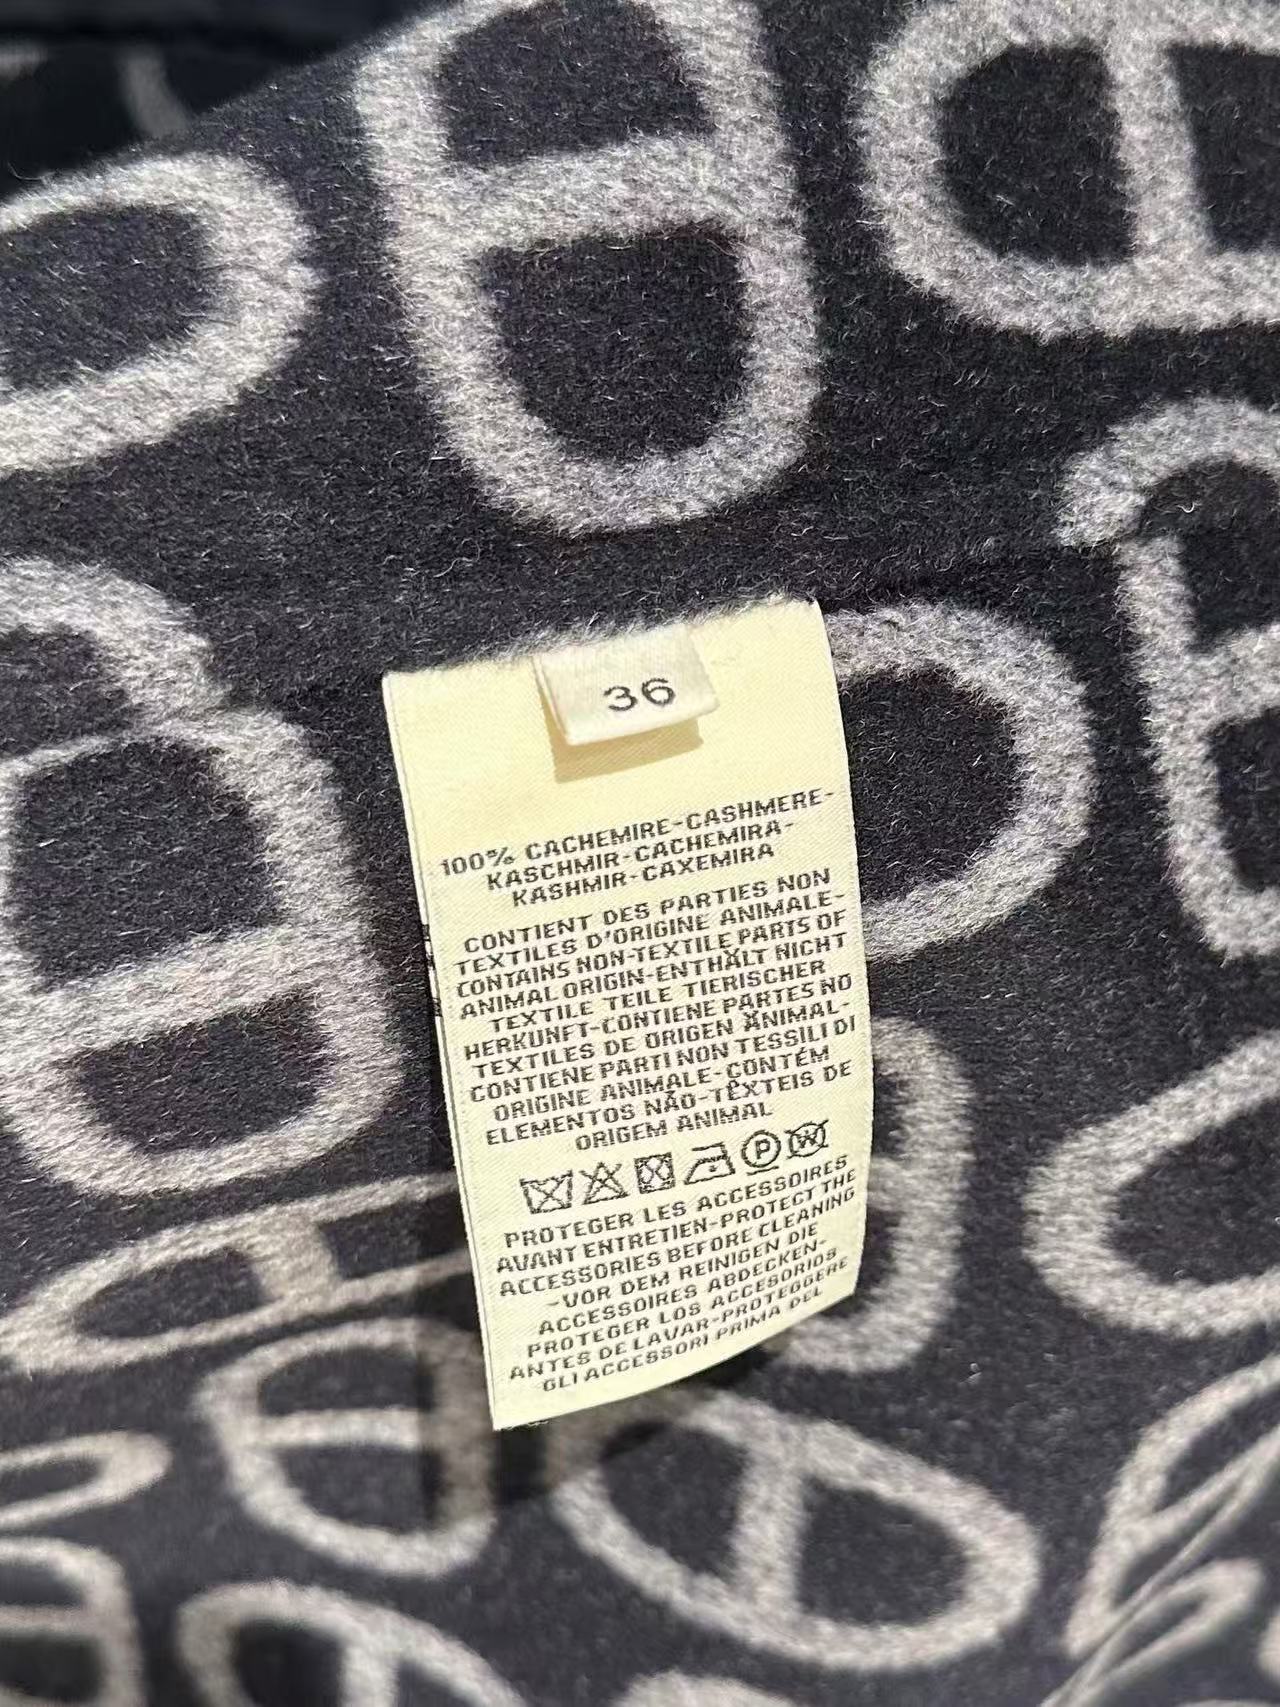 36
100% CACHEMIRE-CASHMERE-
KASCHMIR-CACHEMIRA-
KASHMIR-CAXEMIRA
CONTIENT DES PARTIES NON
TEXTILES D'ORIGINE ANIMALE-
CONTAINS NON-TEXTILE PARTS OF
ANIMAL ORIGIN-ENTHÄLT NICHT
TEXTILE TEILE TIERISCHER
HERKUNFT-CONTIENE PARTES NO
TEXTILES DE ORIGEN ANIMAL-
CONTIENE PARTI NON TESSILI DI
ORIGINE ANIMALE-CONTÉM
ELEMENTOS NÃO-TÊXTEIS DE
ORIGEM ANIMAL
P W
PROTEGER LES ACCESSOIRES
AVANT ENTRETIEN-PROTECT THE
ACCESSORIES BEFORE CLEANING
-VOR DEM REINIGEN DIE
ACCESSOIRES ABDECKEN-
PROTEGER LOS ACCESORIOS
ANTES DE LAVAR-PROTEGGERE
GLI ACCESSORI PRIMA DEL